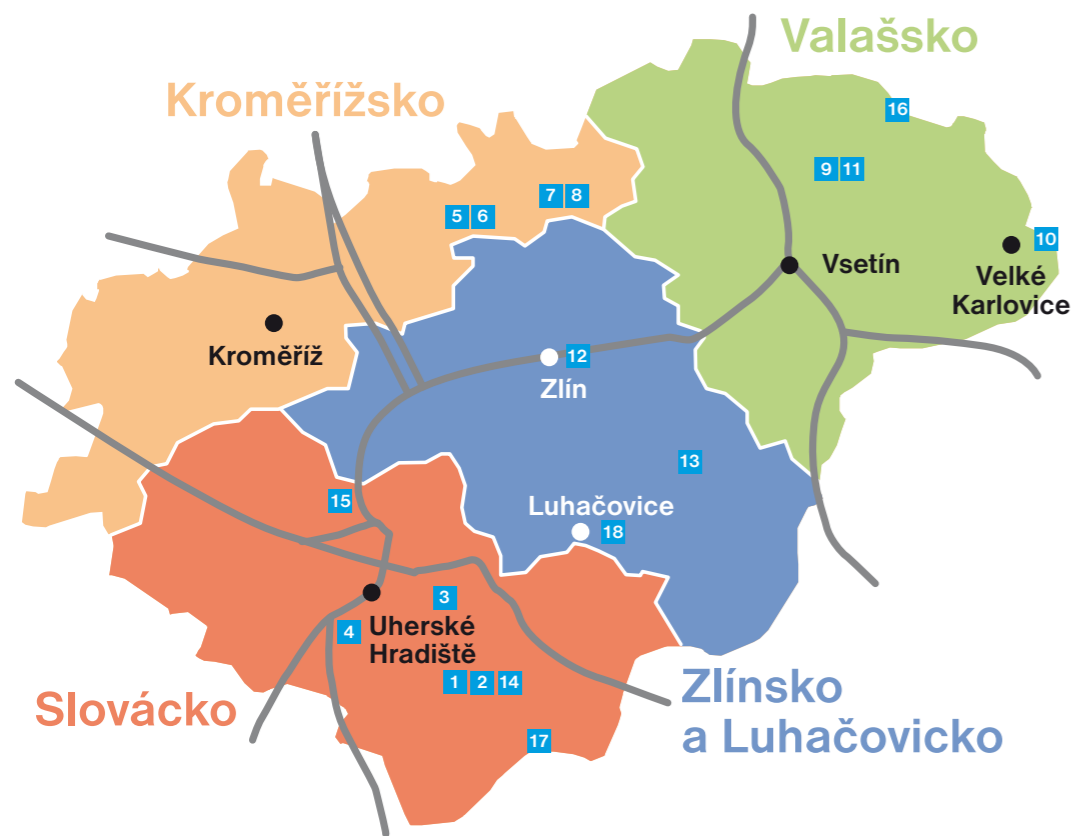 Valašsko
Kroměřížsko
16
9 11
7 8
5 6
10
Vsetín
Velké
Karlovice
Kroměříž
12
Zlín
13
15
Luhačovice
18
3
4
Uherské
Hradiště
1 2 14
Slovácko
Zlínsko
a Luhačovicko
17